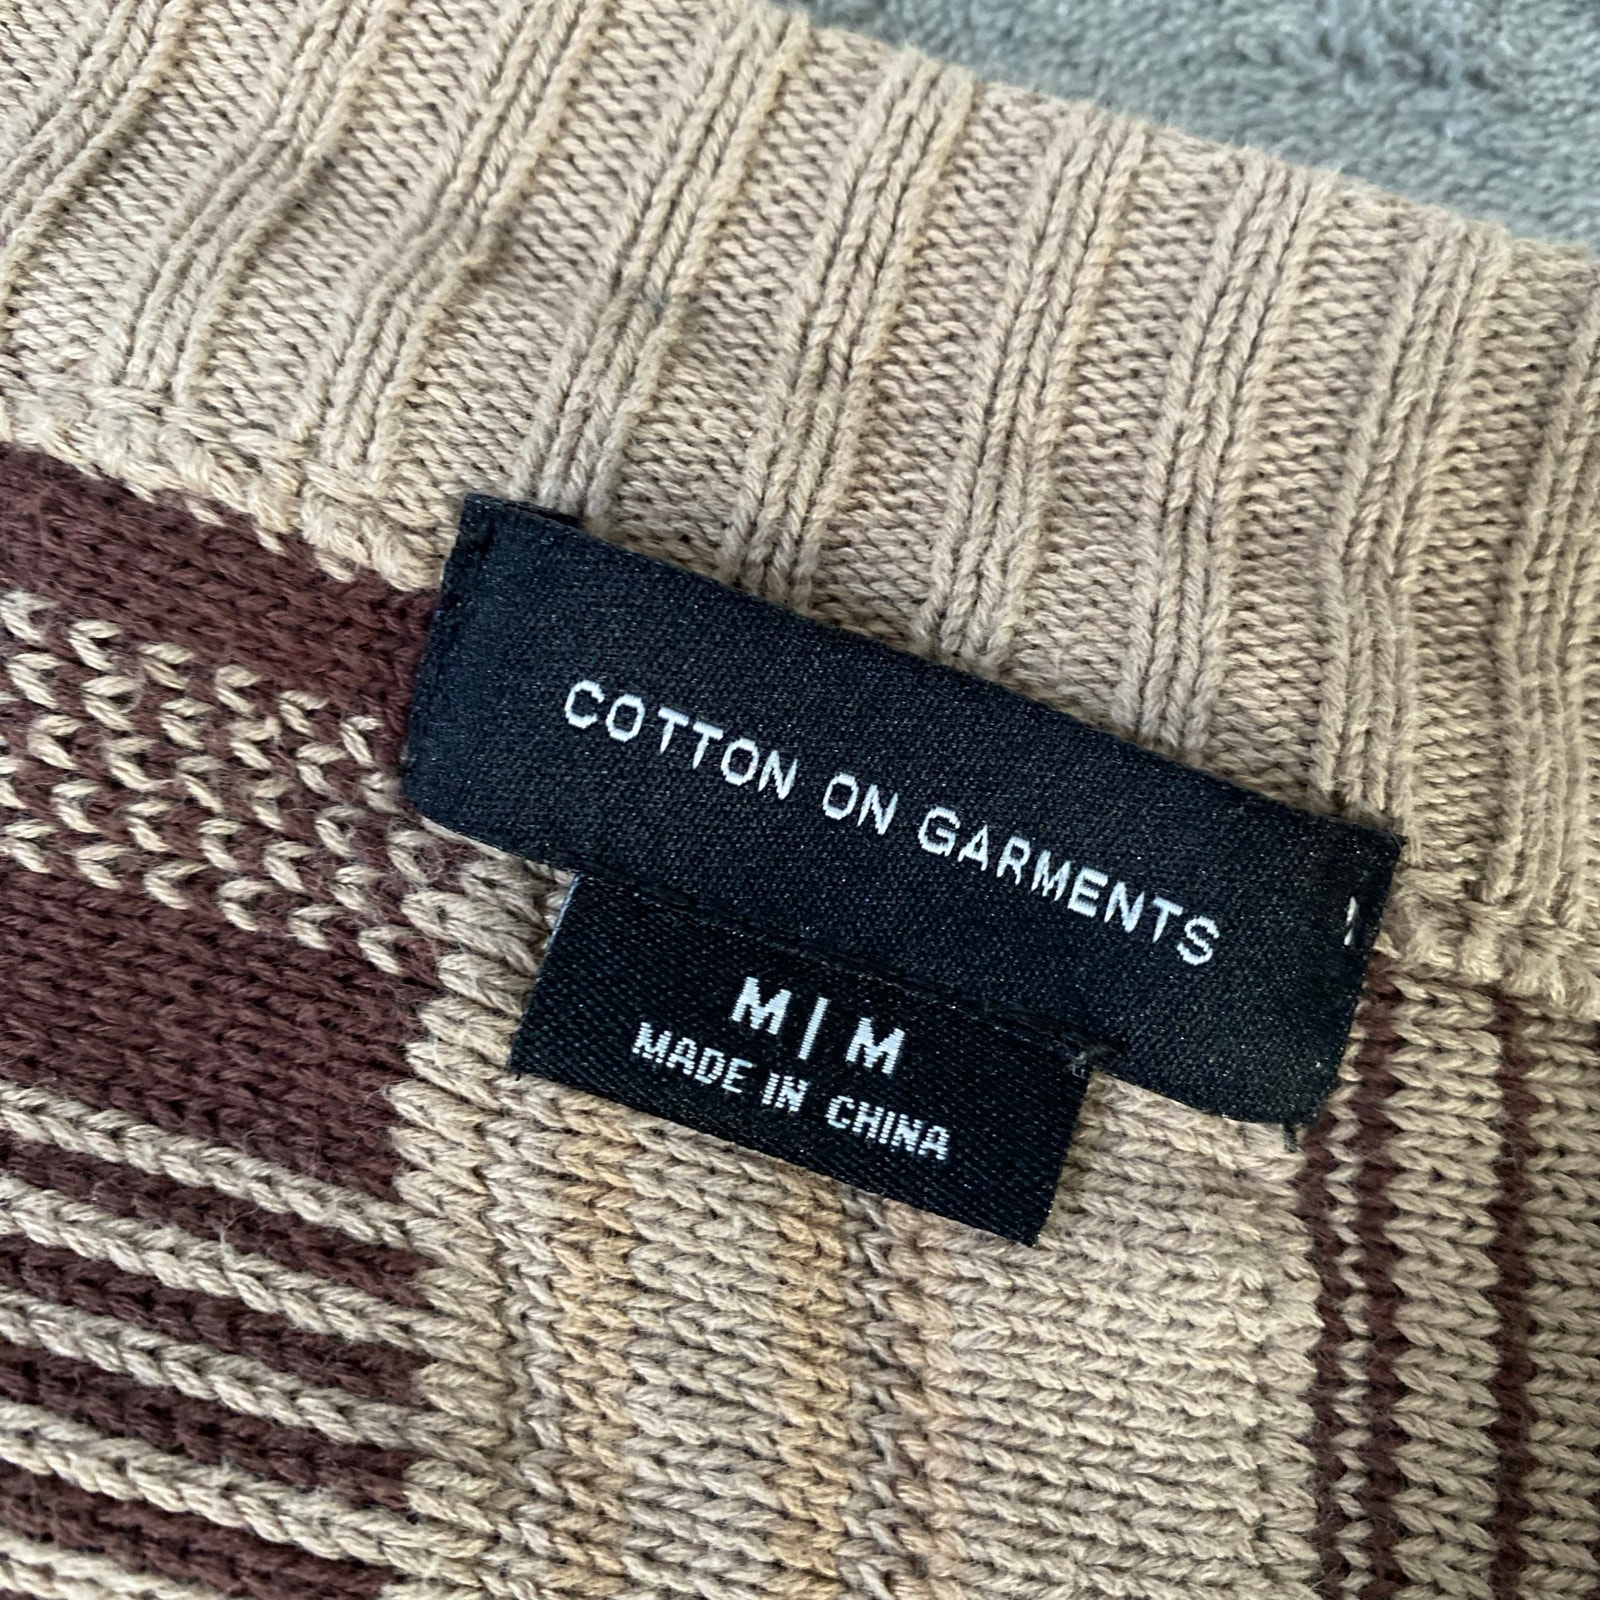 COTTON ON GARMENTS
M | M
MADE IN CHINA